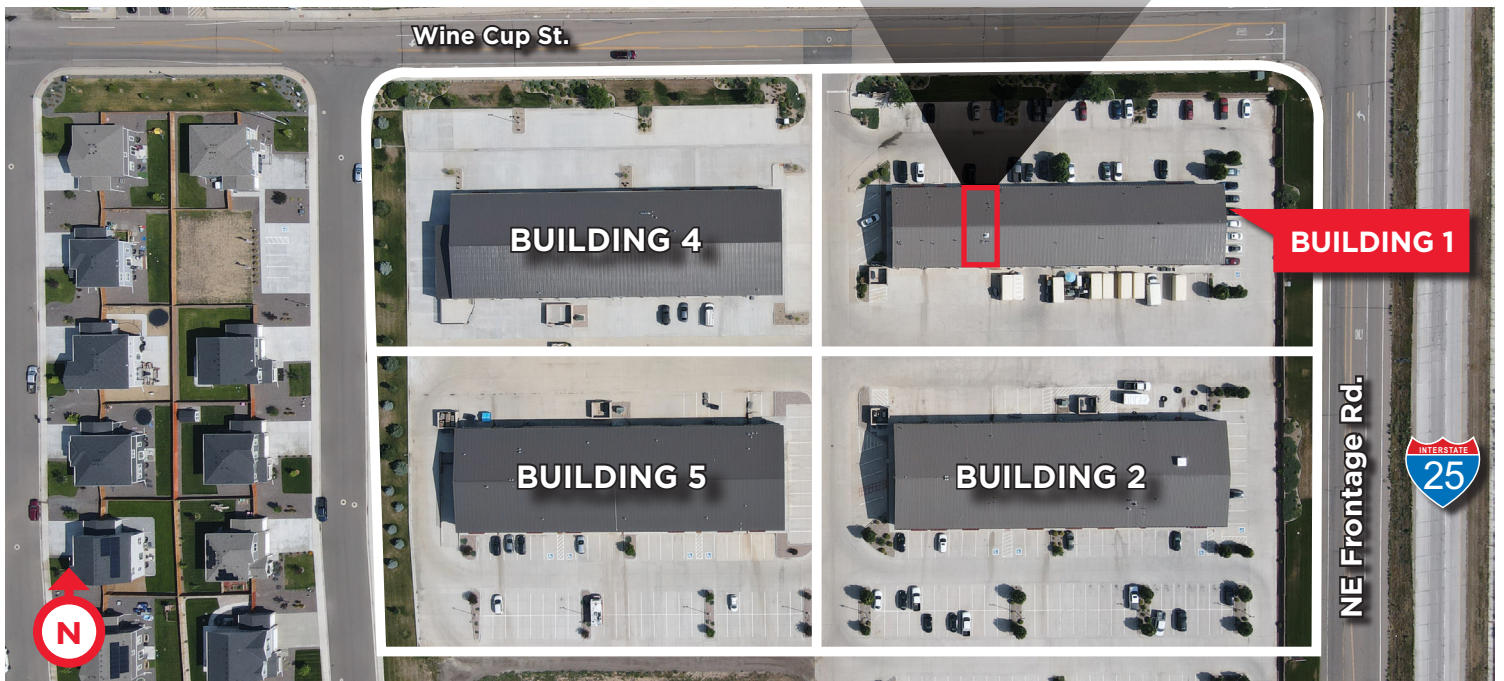 Wine Cup St.
BUILDING 4
BUILDING 1
BUILDING 5
BUILDING 2
NE Frontage Rd.
INTERSTATE
25
N